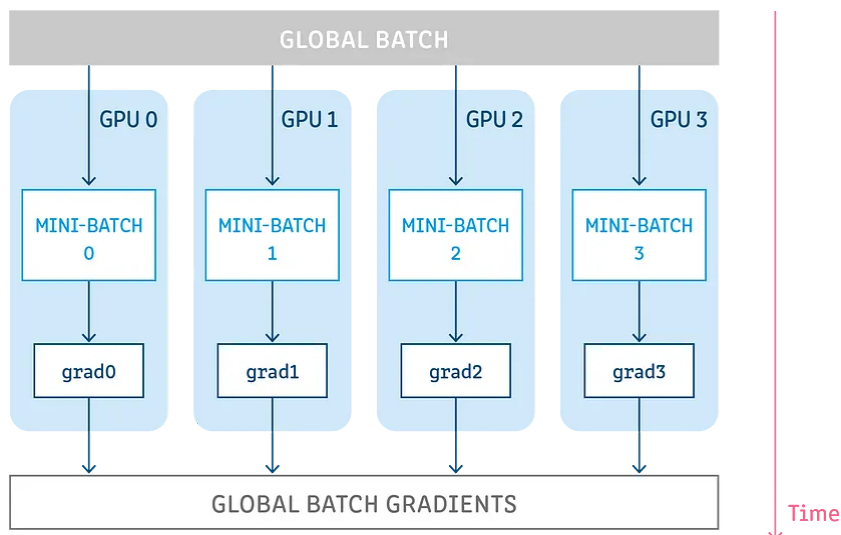 GLOBAL BATCH
GPU 0
GPU 1
GPU 2
GPU 3
MINI-BATCH
0
MINI-BATCH
1
MINI-BATCH
2
MINI-BATCH
3
grad0
grad1
grad2
grad3
GLOBAL BATCH GRADIENTS
Time